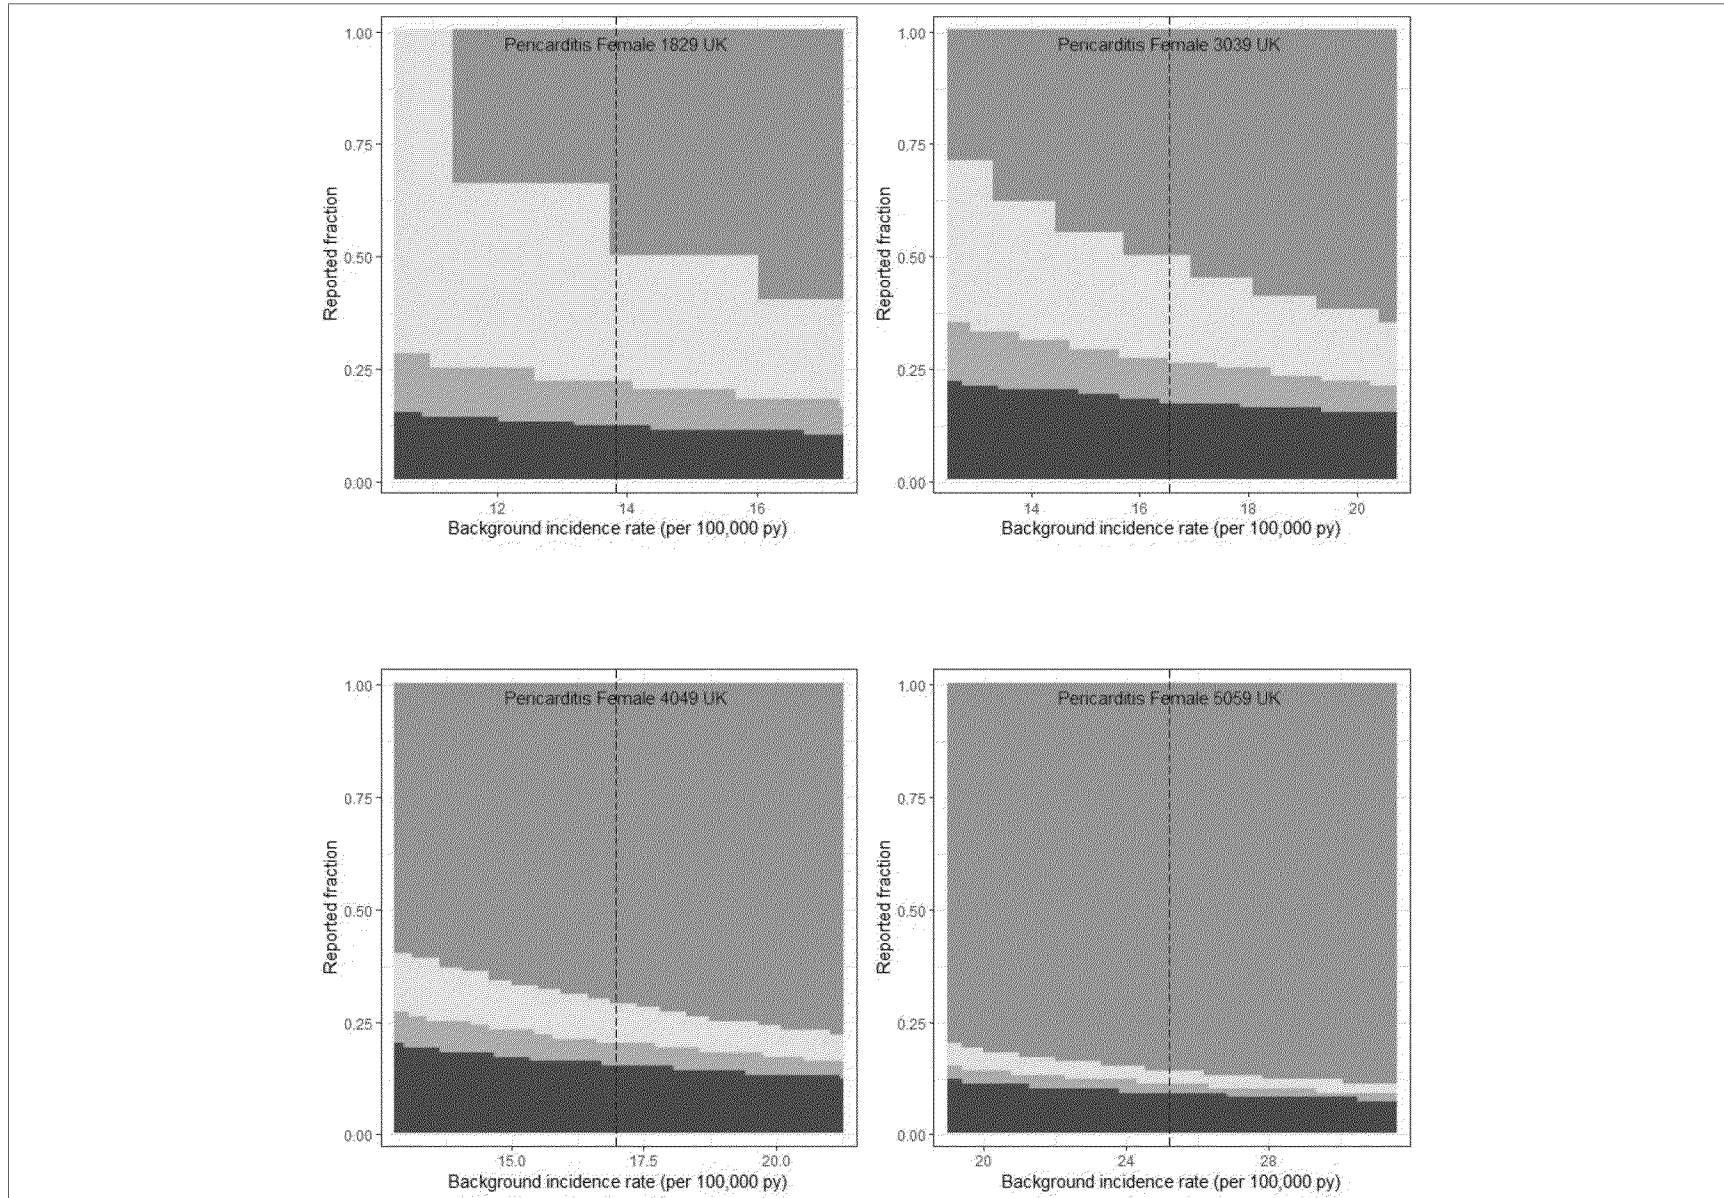 Pericarditis Female 1829 UK
1.00
0.75
0.50
0.25
0.00
Reported fraction
12
14
16
Background incidence rate (per 100,000 py)
Pericarditis Female 3039 UK
1.00
0.75
0.50
0.25
0.00
Reported fraction
14
16
18
20
Background incidence rate (per 100,000 py)
Pericarditis Female 4049 UK
1.00
0.75
0.50
0.25
0.00
Reported fraction
15.0
17.5
20.0
Background incidence rate (per 100,000 py)
Pericarditis Female 5059 UK
1.00
0.75
0.50
0.25
0.00
Reported fraction
20
24
28
Background incidence rate (per 100,000 py)